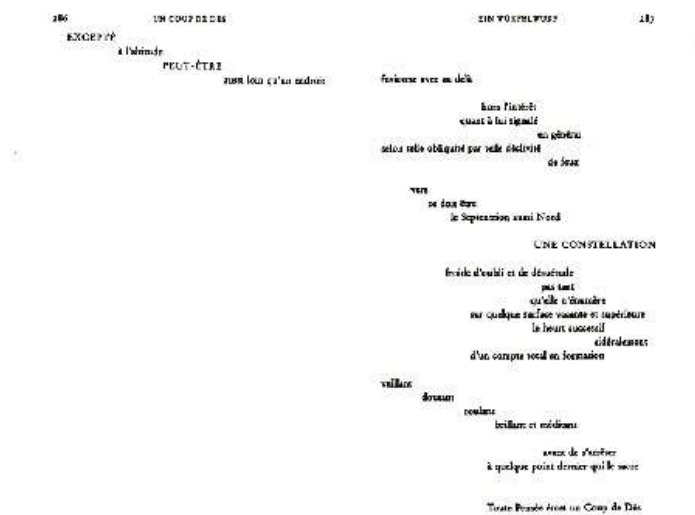 286 UN COUP DE DES
EXCEPTÉ
à l'altitude
PEUT-ÊTRE
aussi loin qu'un endroit
EIN WÜRFELWURF 287
fusionne avec au delà
hors l'intérêt
quant à lui signalé
en général
selon telle obliquité par telle déclivité
de feux
vers
ce doit être
le Septentrion aussi Nord
UNE CONSTELLATION
froide d'oubli et de désuétude
pas tant
qu'elle n'énumère
sur quelque surface vacante et supérieure
le heurt successif
sidéralement
d'un compte total en formation
veillant
doutant
roulant
brillant et méditant
avant de s'arrêter
à quelque point dernier qui le sacre
Toute Pensée émet un Coup de Dés